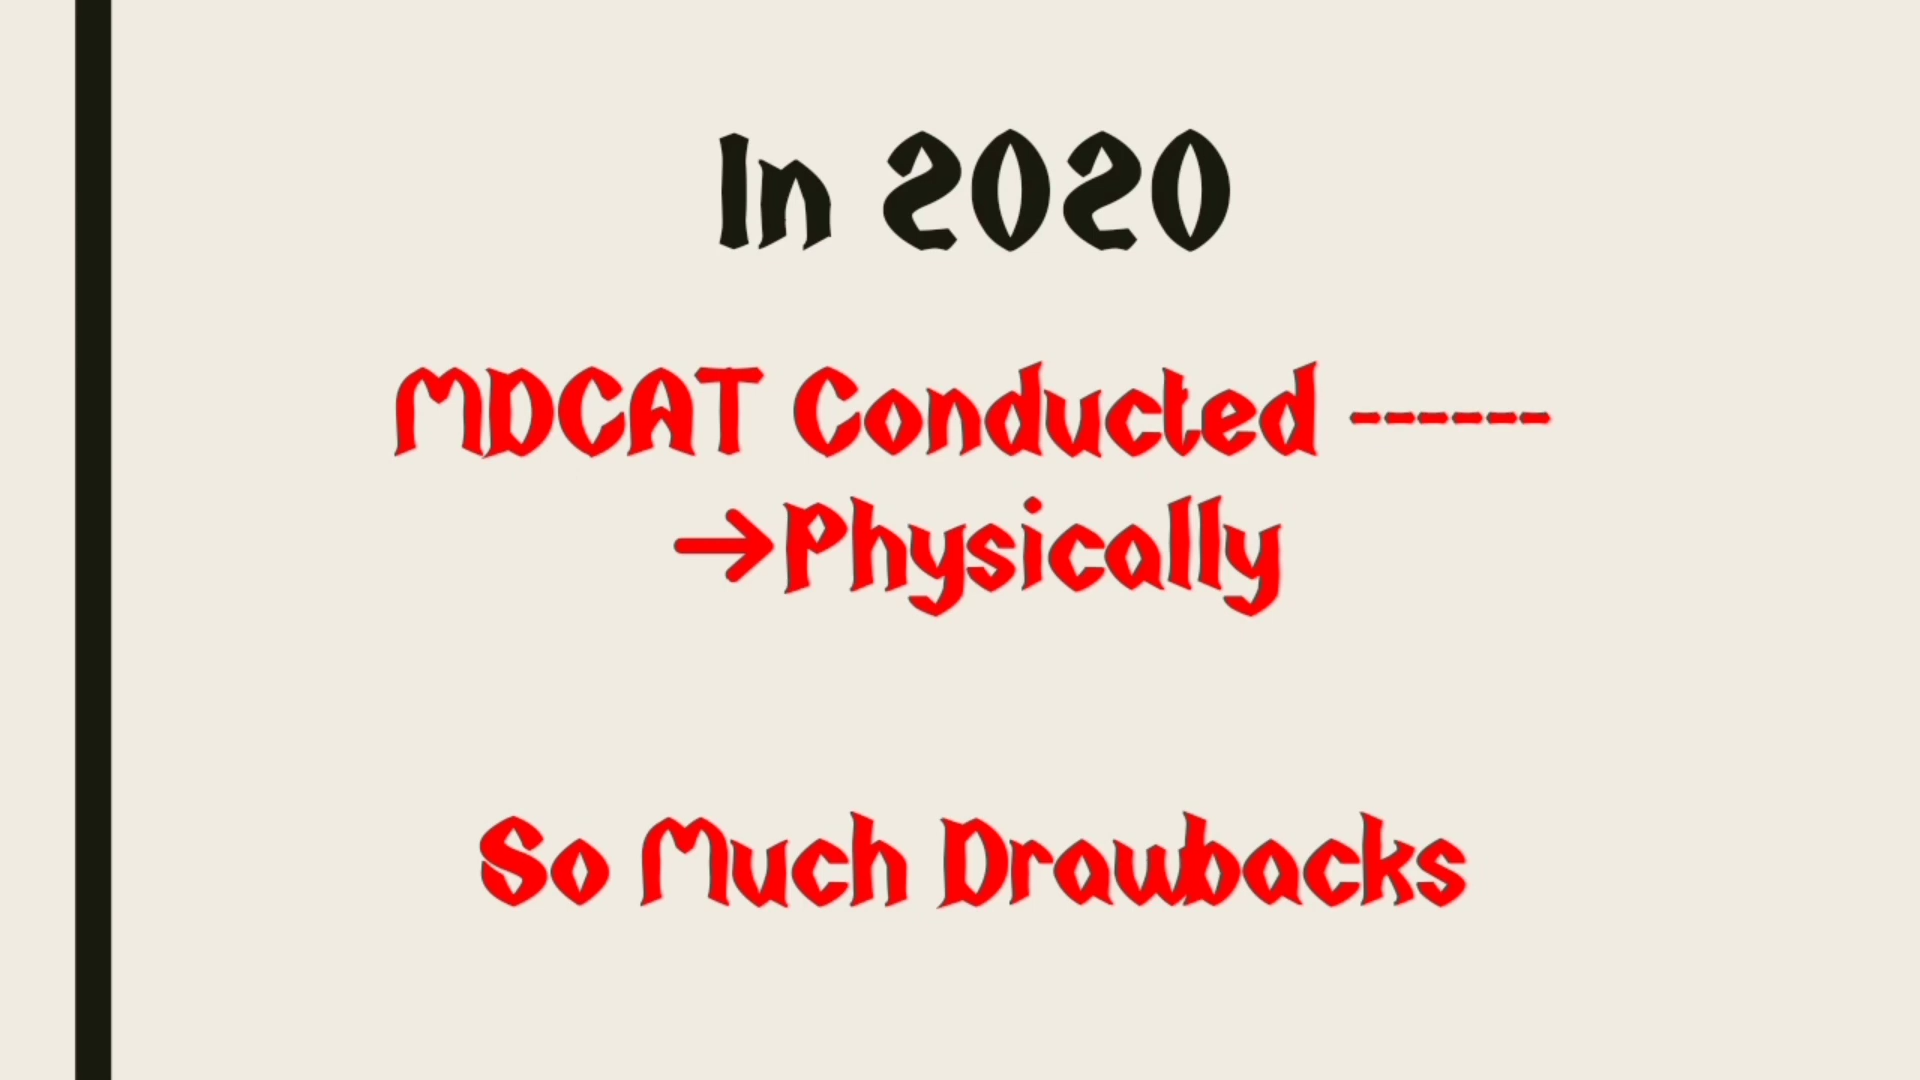 In 2020
MDCAT Conducted ------
→Physically
So Much Drawbacks